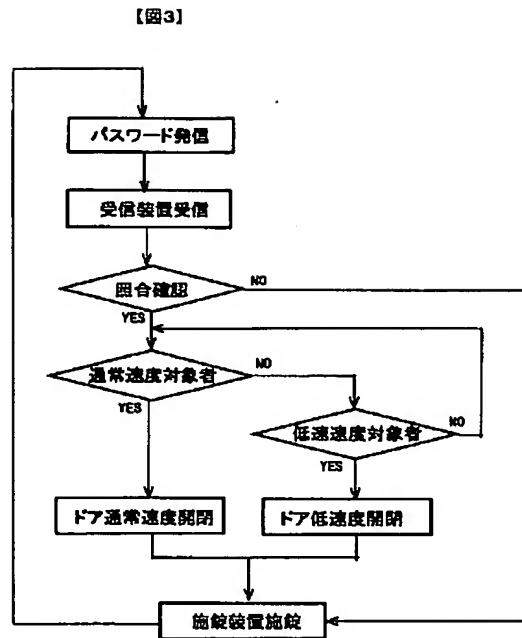 【図3】
パスワード発信
受信装置受信
照合確認
NO
YES
通常速度対象者
NO
YES
低速速度対象者
NO
YES
ドア通常速度開閉
ドア低速度開閉
施錠装置施錠